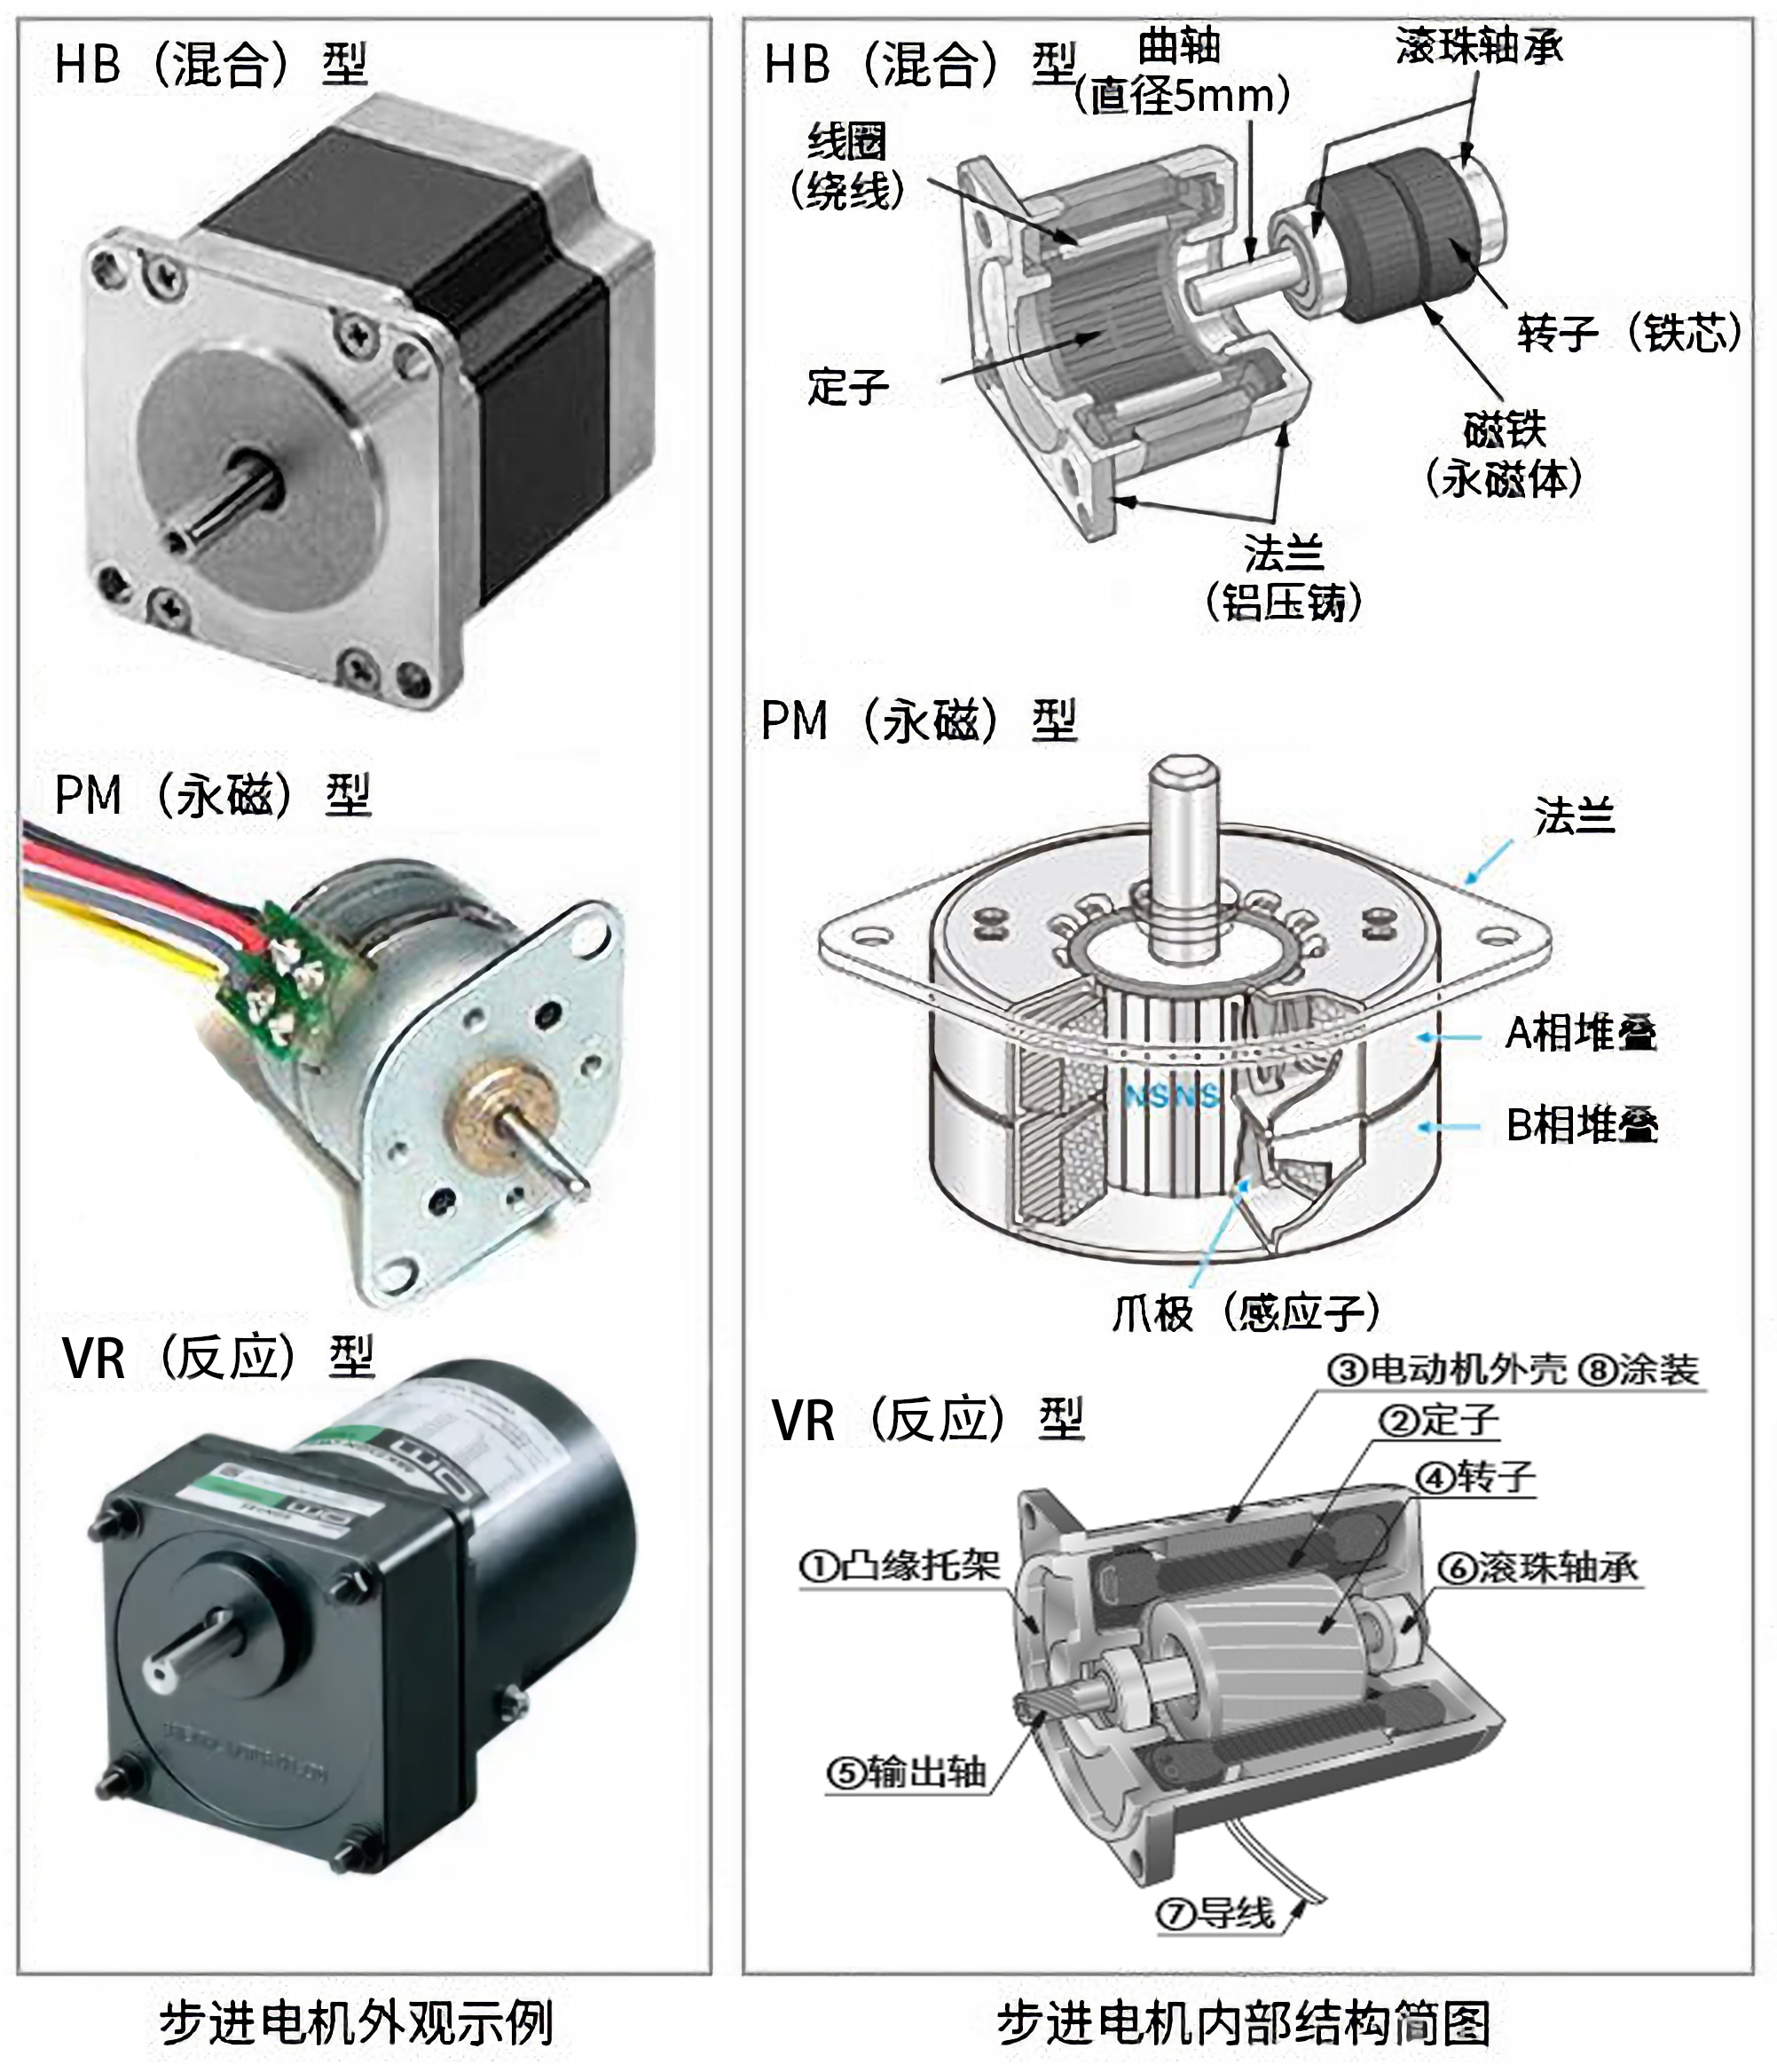 HB（混合）型
PM（永磁）型
VR（反应）型
步进电机外观示例
HB（混合）型
曲轴
（直径5mm）
滚珠轴承
线圈
（绕线）
定子
转子（铁芯）
磁铁
（永磁体）
法兰
（铝压铸）
PM（永磁）型
法兰
A相堆叠
B相堆叠
NSNS
爪极（感应子）
VR（反应）型
③电动机外壳 ⑧涂装
②定子
④转子
①凸缘托架
⑥滚珠轴承
⑤输出轴
⑦导线
步进电机内部结构简图